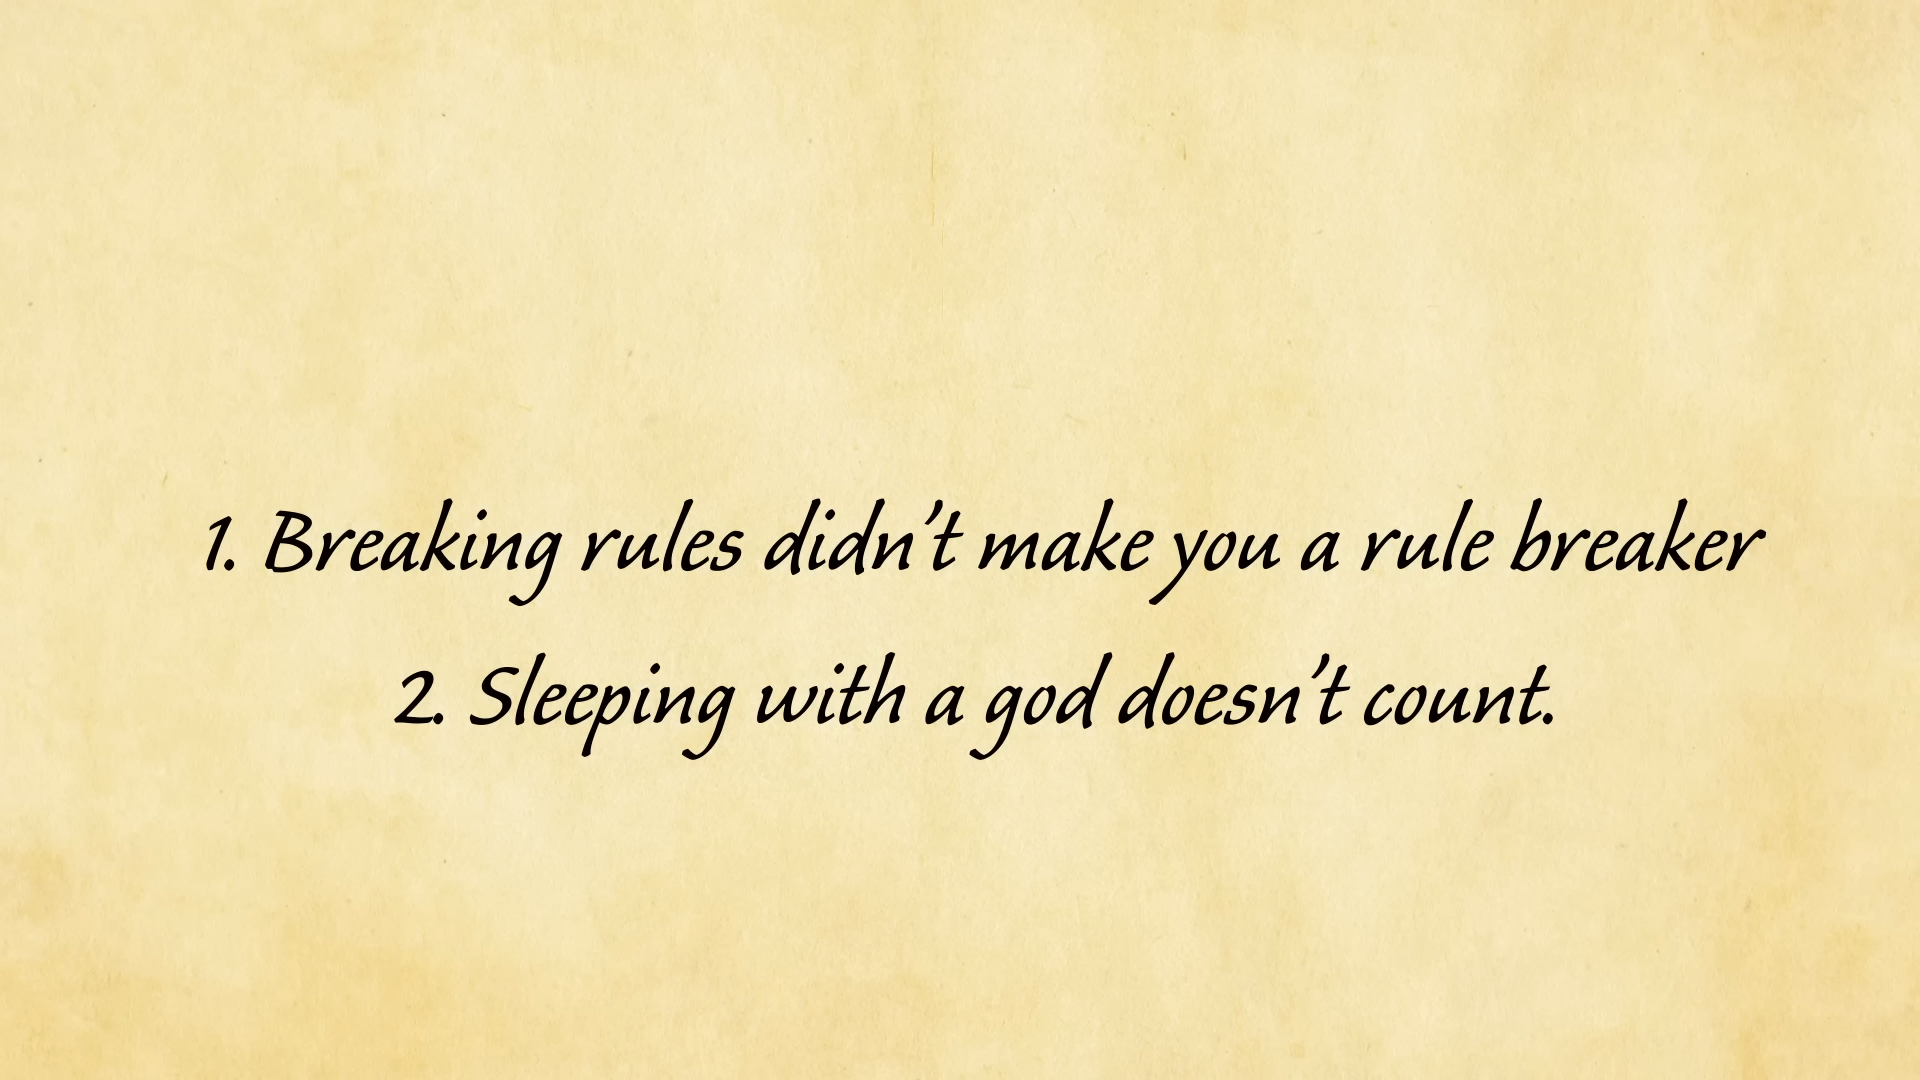 1. Breaking rules didn’t make you a rule breaker
2. Sleeping with a god doesn’t count.